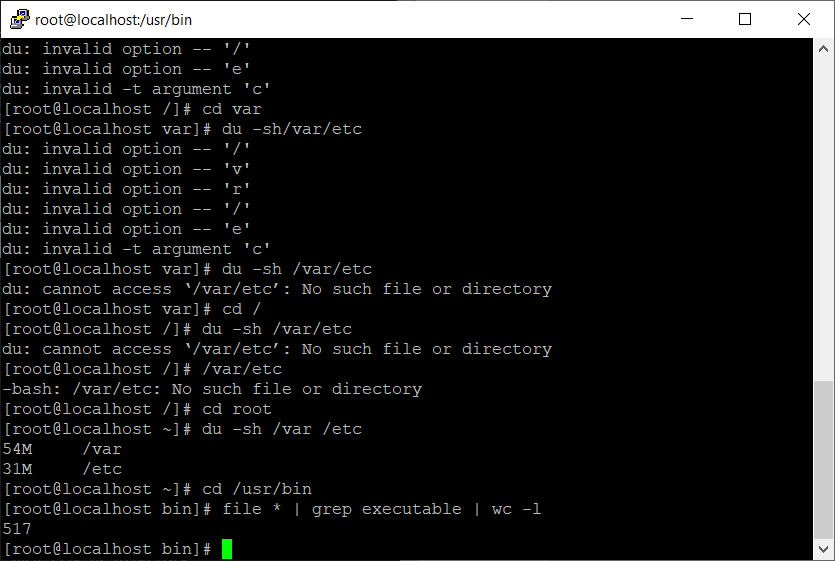 root@localhost:/usr/bin
du: invalid option -- '/'
du: invalid option -- 'e'
du: invalid -t argument 'c'
[root@localhost /]# cd var
[root@localhost var]# du -sh/var/etc
du: invalid option -- '/'
du: invalid option -- 'v'
du: invalid option -- 'r'
du: invalid option -- '/'
du: invalid option -- 'e'
du: invalid -t argument 'c'
[root@localhost var]# du -sh /var/etc
du: cannot access ‘/var/etc’: No such file or directory
[root@localhost var]# cd /
[root@localhost /]# du -sh /var/etc
du: cannot access ‘/var/etc’: No such file or directory
[root@localhost /]# /var/etc
-bash: /var/etc: No such file or directory
[root@localhost /]# cd root
[root@localhost ~]# du -sh /var /etc
54M     /var
31M     /etc
[root@localhost ~]# cd /usr/bin
[root@localhost bin]# file * | grep executable | wc -l
517
[root@localhost bin]#